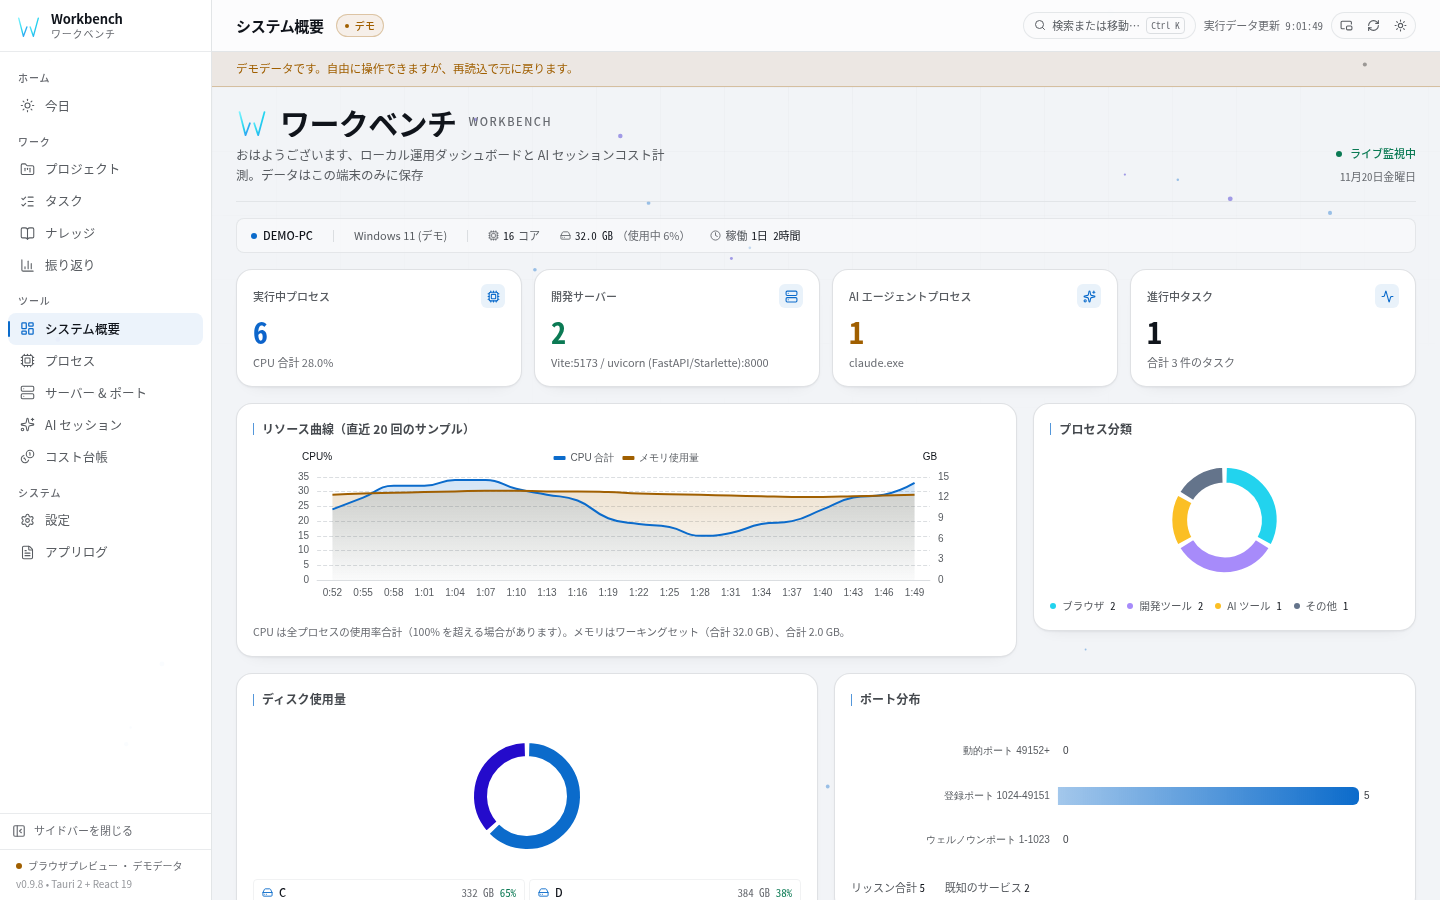 Workbench
ワークベンチ
ホーム
今日
ワーク
プロジェクト
タスク
ナレッジ
振り返り
ツール
システム概要
プロセス
サーバー & ポート
AI セッション
コスト台帳
システム
設定
アプリログ
サイドバーを閉じる
ブラウザプレビュー・デモデータ
v0.9.8 • Tauri 2 + React 19
システム概要
デモ
検索または移動…
Ctrl K
実行データ更新 9:01:49
デモデータです。自由に操作できますが、再読込で元に戻ります。
ワークベンチ WORKBENCH
おはようございます、ローカル運用ダッシュボードと AI セッションコスト計
測。データはこの端末のみに保存
ライブ監視中
11月20日金曜日
DEMO-PC
Windows 11 (デモ)
16 コア
32.0 GB （使用中 6%）
稼働 1日 2時間
実行中プロセス
6
CPU 合計 28.0%
開発サーバー
2
Vite:5173 / uvicorn (FastAPI/Starlette):8000
AI エージェントプロセス
1
claude.exe
進行中タスク
1
合計 3 件のタスク
リソース曲線（直近 20 回のサンプル）
CPU%
CPU 合計
メモリ使用量
GB
35
30
25
20
15
10
5
0
15
12
9
6
3
0
0:52 0:55 0:58 1:01 1:04 1:07 1:10 1:13 1:16 1:19 1:22 1:25 1:28 1:31 1:34 1:37 1:40 1:43 1:46 1:49
CPU は全プロセスの使用率合計（100% を超える場合があります）。メモリはワーキングセット（合計 32.0 GB）、合計 2.0 GB。
プロセス分類
ブラウザ 2
開発ツール 2
AI ツール 1
その他 1
ディスク使用量
C 332 GB 65%
D 384 GB 38%
ポート分布
動的ポート 49152+ 0
登録ポート 1024-49151 5
ウェルノウンポート 1-1023 0
リッスン合計 5
既知のサービス 2